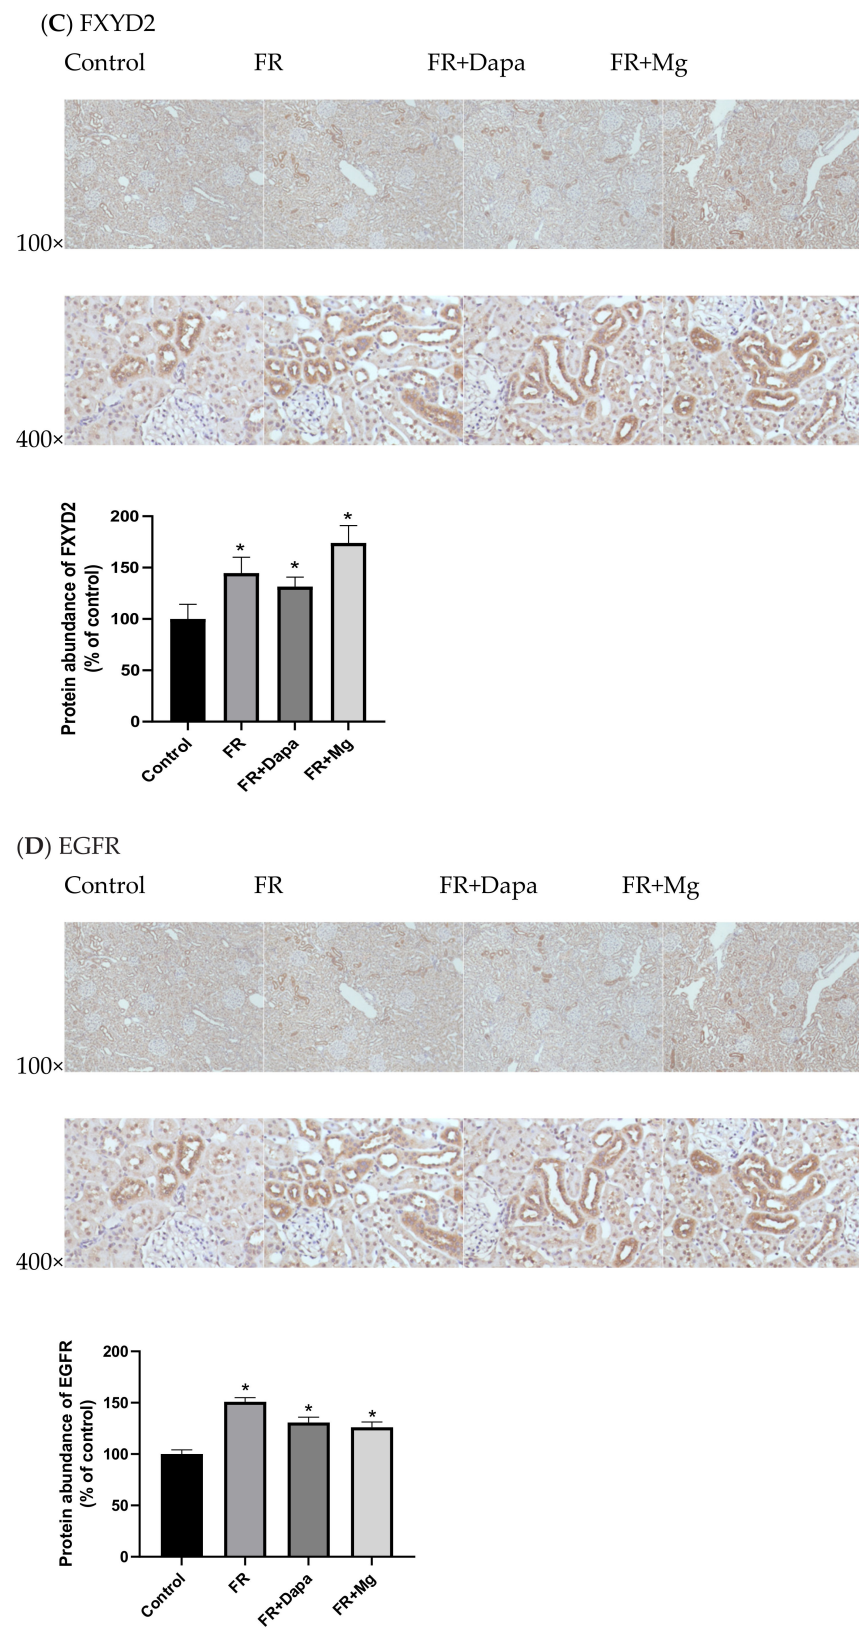 (C) FXYD2
Control FR FR+Dapa FR+Mg
100×
400×
Protein abundance of FXYD2
(% of control)
200
150
100
50
0
* * *
Control FR FR+Dapa FR+Mg
(D) EGFR
Control FR FR+Dapa FR+Mg
100×
400×
Protein abundance of EGFR
(% of control)
200
150
100
50
0
* * *
Control FR FR+Dapa FR+Mg